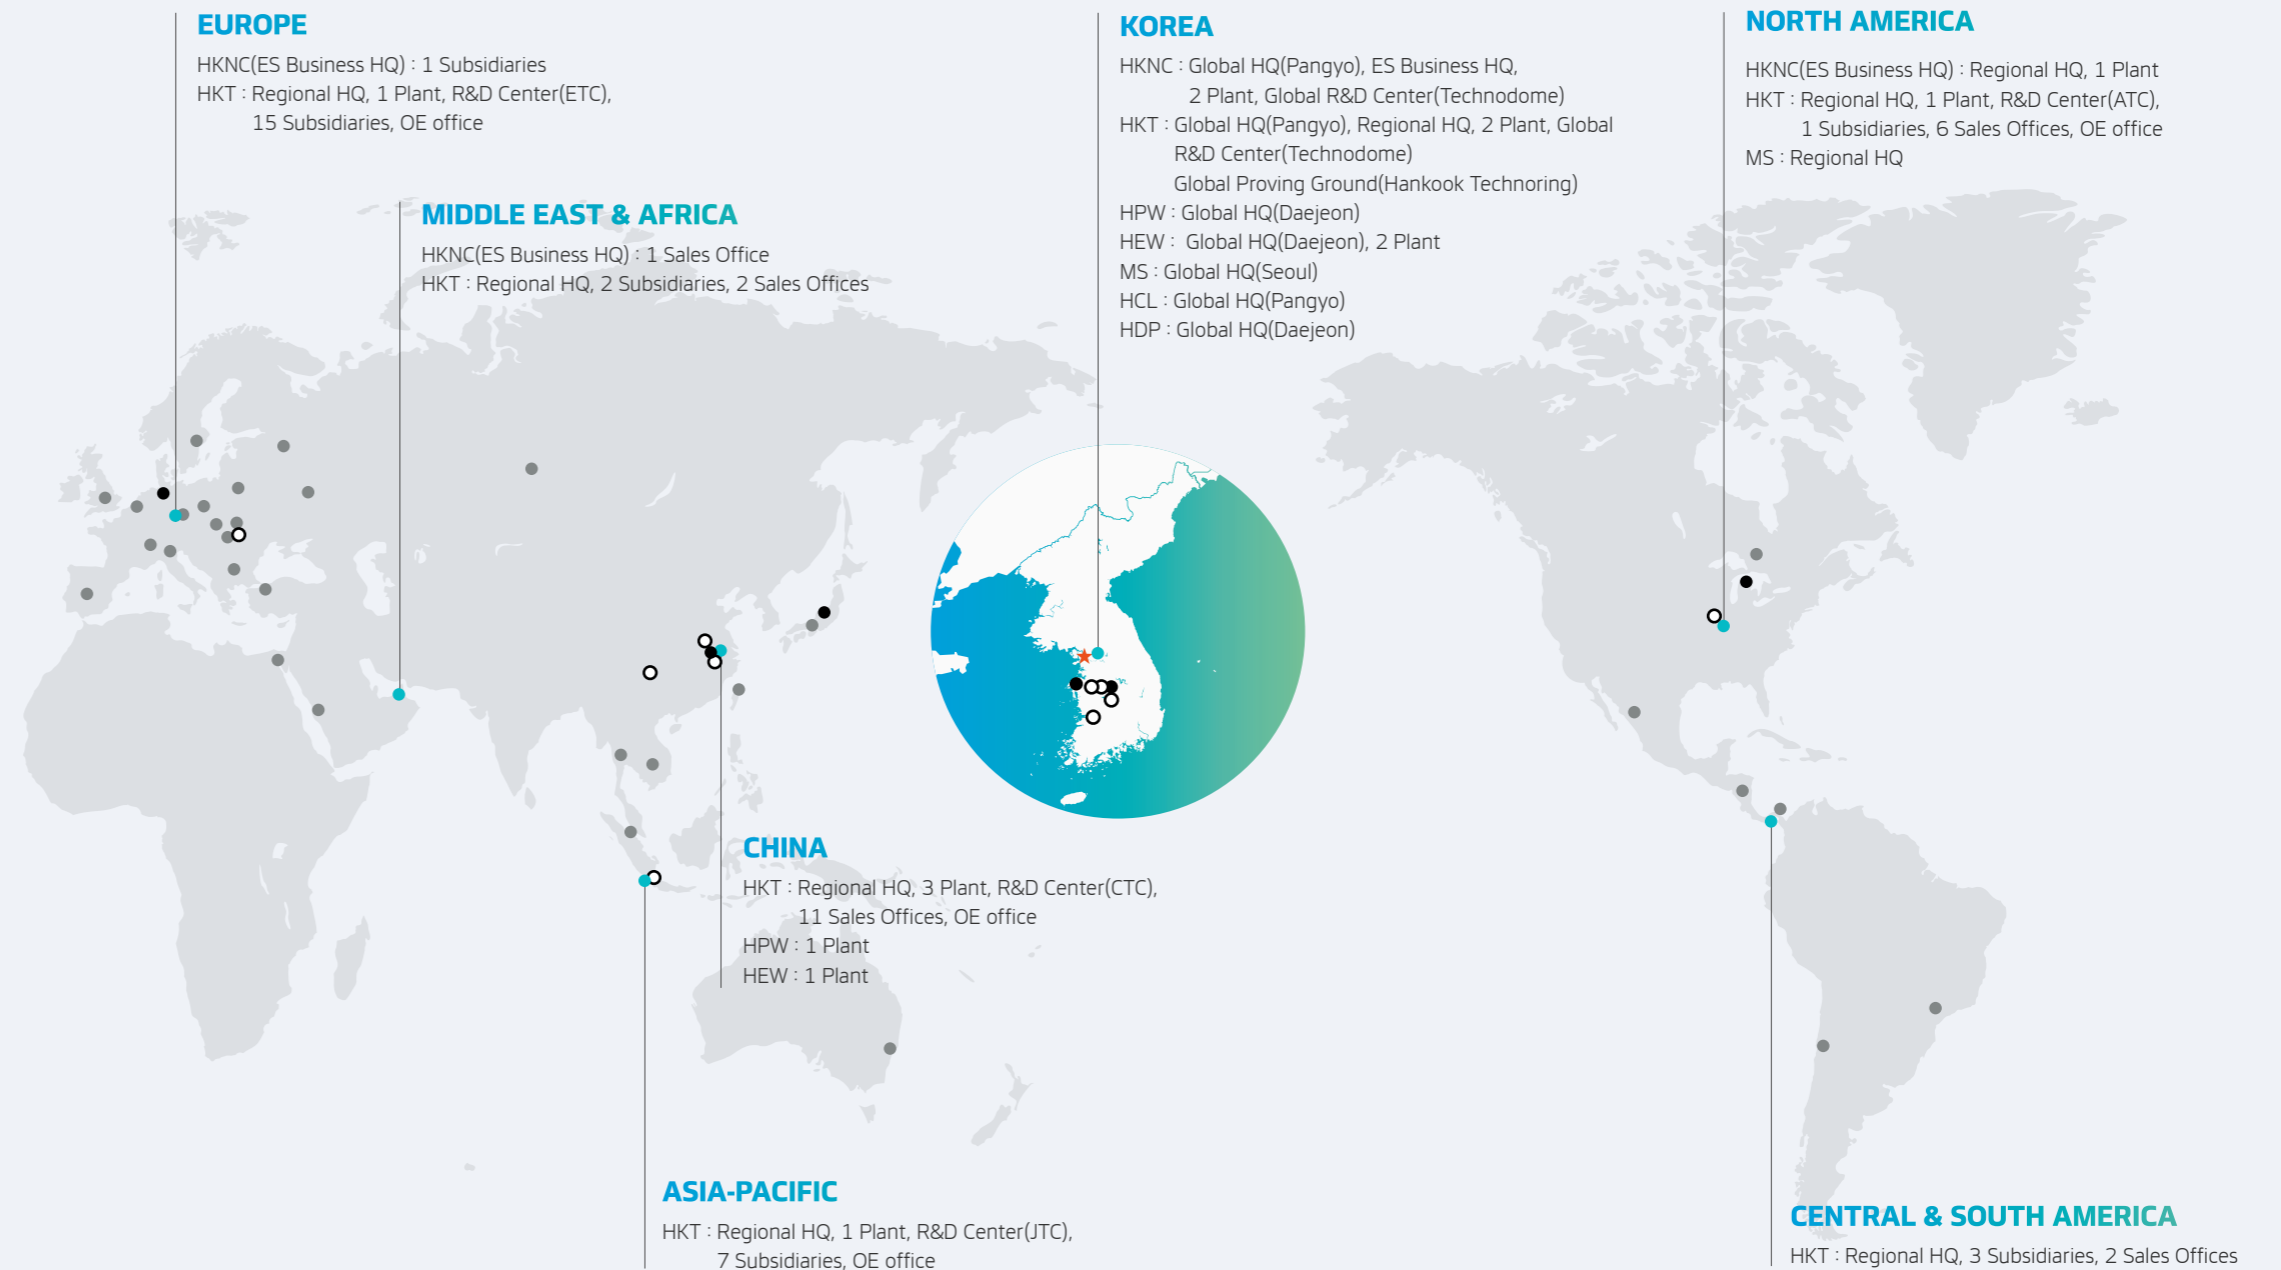 EUROPE
HKNC(ES Business HQ) : 1 Subsidiaries
HKT : Regional HQ, 1 Plant, R&D Center(ETC),
15 Subsidiaries, OE office
MIDDLE EAST & AFRICA
HKNC(ES Business HQ) : 1 Sales Office
HKT : Regional HQ, 2 Subsidiaries, 2 Sales Offices
KOREA
HKNC : Global HQ(Pangyo), ES Business HQ,
2 Plant, Global R&D Center(Technodome)
HKT : Global HQ(Pangyo), Regional HQ, 2 Plant, Global
R&D Center(Technodome)
Global Proving Ground(Hankook Technoring)
HPW : Global HQ(Daejeon)
HEW : Global HQ(Daejeon), 2 Plant
MS : Global HQ(Seoul)
HCL : Global HQ(Pangyo)
HDP : Global HQ(Daejeon)
NORTH AMERICA
HKNC(ES Business HQ) : Regional HQ, 1 Plant
HKT : Regional HQ, 1 Plant, R&D Center(ATC),
1 Subsidiaries, 6 Sales Offices, OE office
MS : Regional HQ
CHINA
HKT : Regional HQ, 3 Plant, R&D Center(CTC),
11 Sales Offices, OE office
HPW : 1 Plant
HEW : 1 Plant
ASIA-PACIFIC
HKT : Regional HQ, 1 Plant, R&D Center(JTC),
7 Subsidiaries, OE office
CENTRAL & SOUTH AMERICA
HKT : Regional HQ, 3 Subsidiaries, 2 Sales Offices